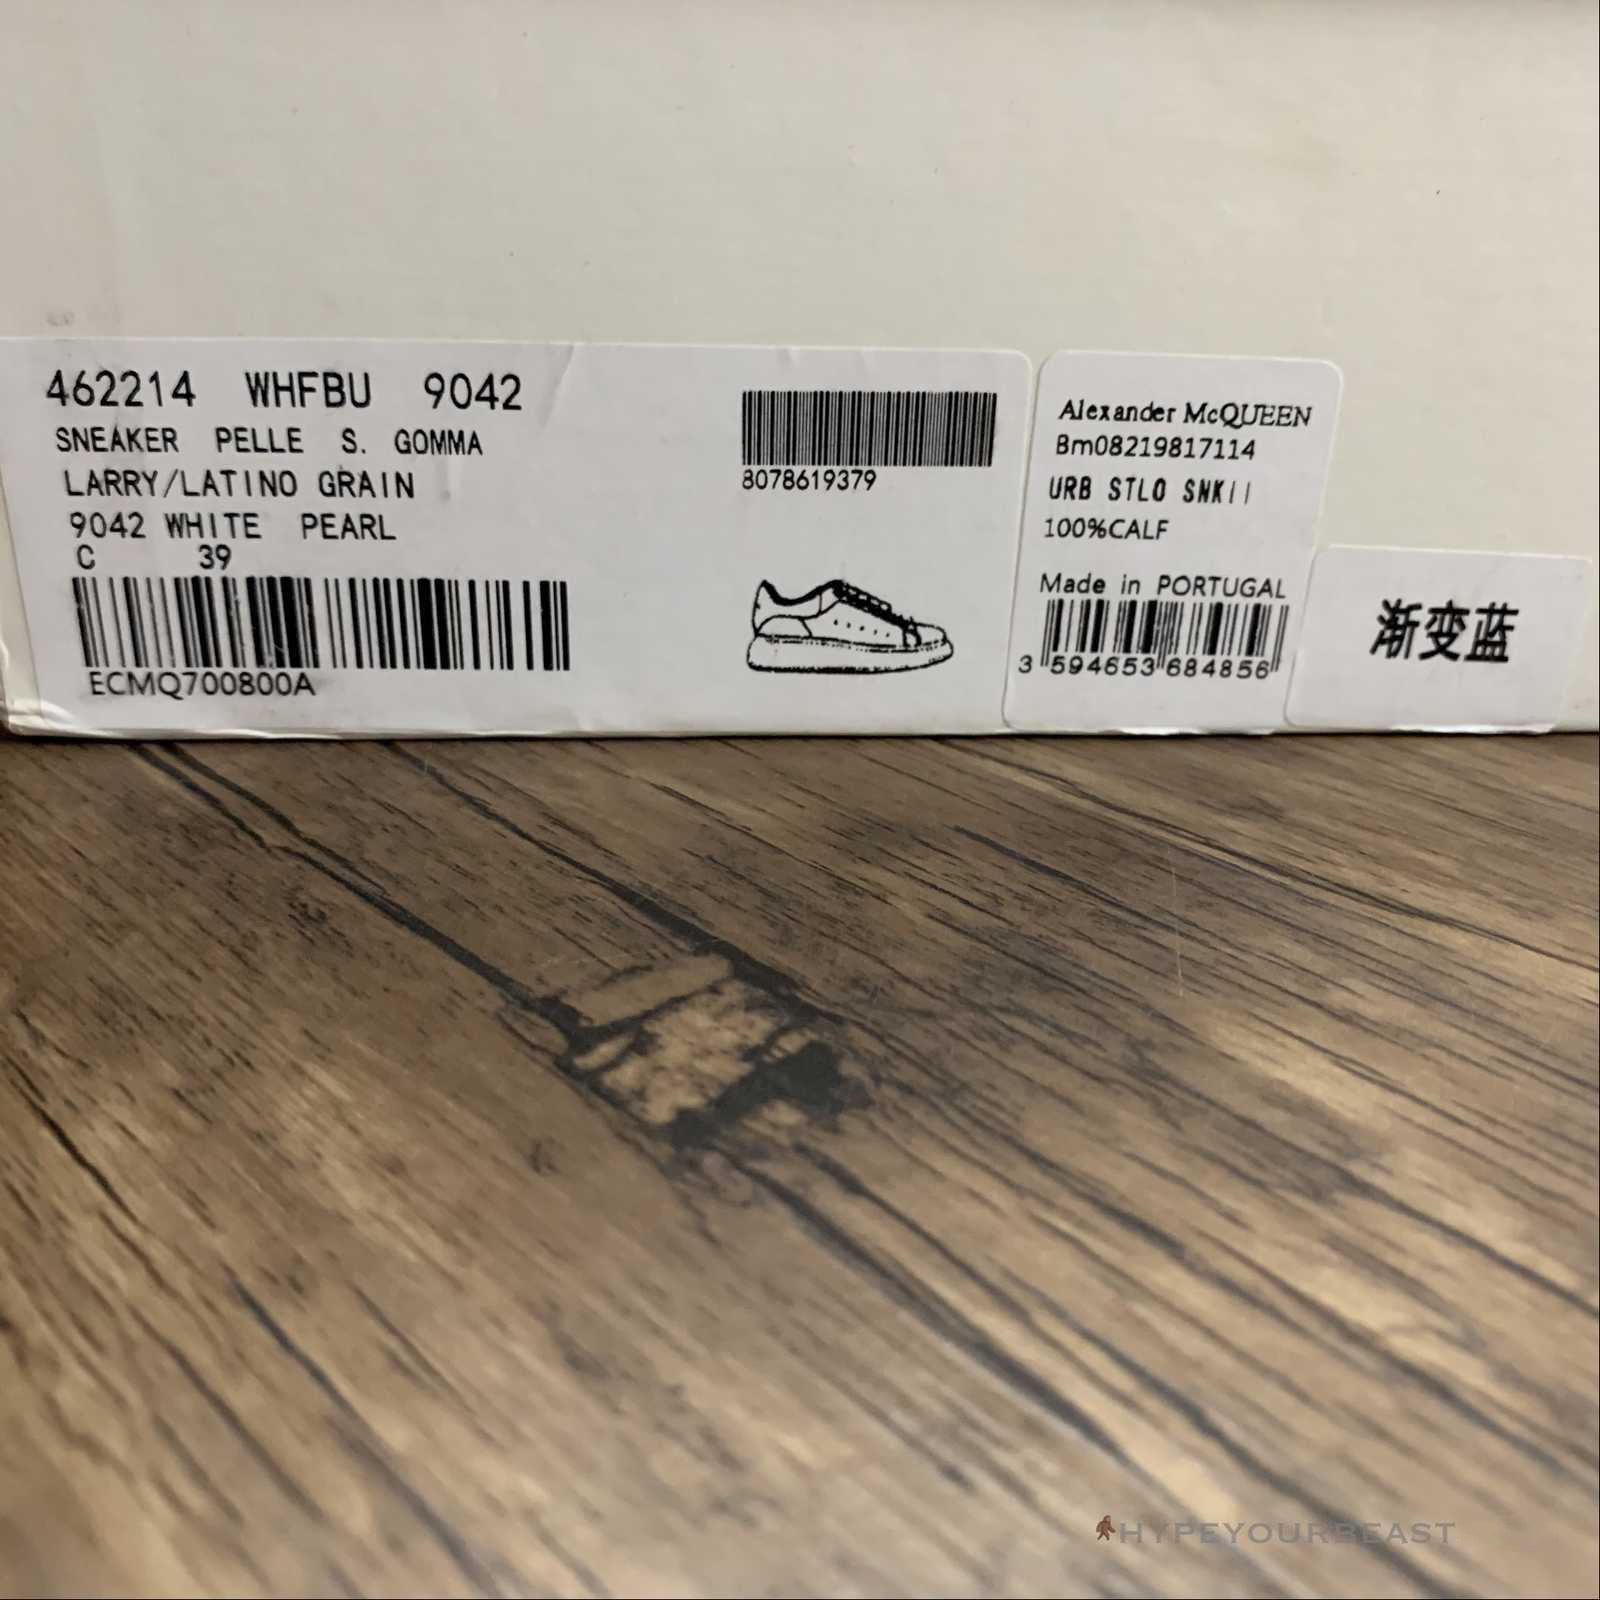 462214 WHFBU 9042
SNEAKER PELLE S. GOMMA
LARRY/LATINO GRAIN
9042 WHITE PEARL
C 39
ECMQ700800A
8078619379
Alexander McQUEEN
Bm08219817114
URB STLO SNKII
100%CALF
Made in PORTUGAL
3 594653 684856
渐变蓝
HYPEYOURBEAST